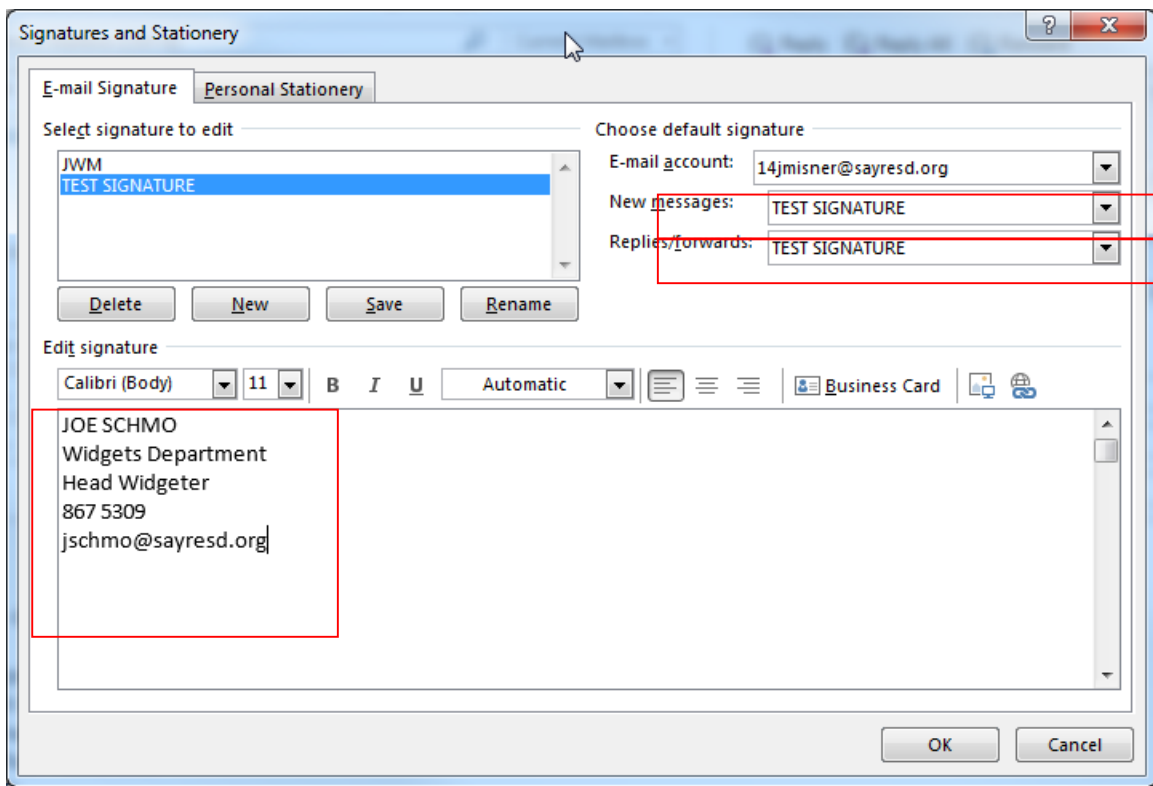 Signatures and Stationery
E-mail Signature
Personal Stationery
Select signature to edit
JWM
TEST SIGNATURE
Delete
New
Save
Rename
Choose default signature
E-mail account:
14jmisner@sayresd.org
New messages:
TEST SIGNATURE
Replies/forwards:
TEST SIGNATURE
Edit signature
Calibri (Body)
11
B
I
U
Automatic
Business Card
JOE SCHMO
Widgets Department
Head Widgeter
867 5309
jschmo@sayresd.org
OK
Cancel